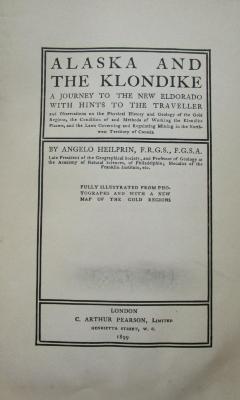 ALASKA AND
THE KLONDIKE
A JOURNEY TO THE NEW ELDORADO
WITH HINTS TO THE TRAVELLER
and Observations on the Physical History and Geology of the Gold
Regions, the Condition of and Methods of Working the Klondike
Placers, and the Laws Governing and Regulating Mining in the North-
west Territory of Canada
BY ANGELO HEILPRIN, F.R.G.S., F.G.S.A.
Late President of the Geographical Society, and Professor of Geology at
the Academy of Natural Sciences, of Philadelphia; Member of the
Franklin Institute, etc.
FULLY ILLUSTRATED FROM PHO-
TOGRAPHS AND WITH A NEW
MAP OF THE GOLD REGIONS
LONDON
C. ARTHUR PEARSON, LIMITED
HENRIETTA STREET, W. C.
1899